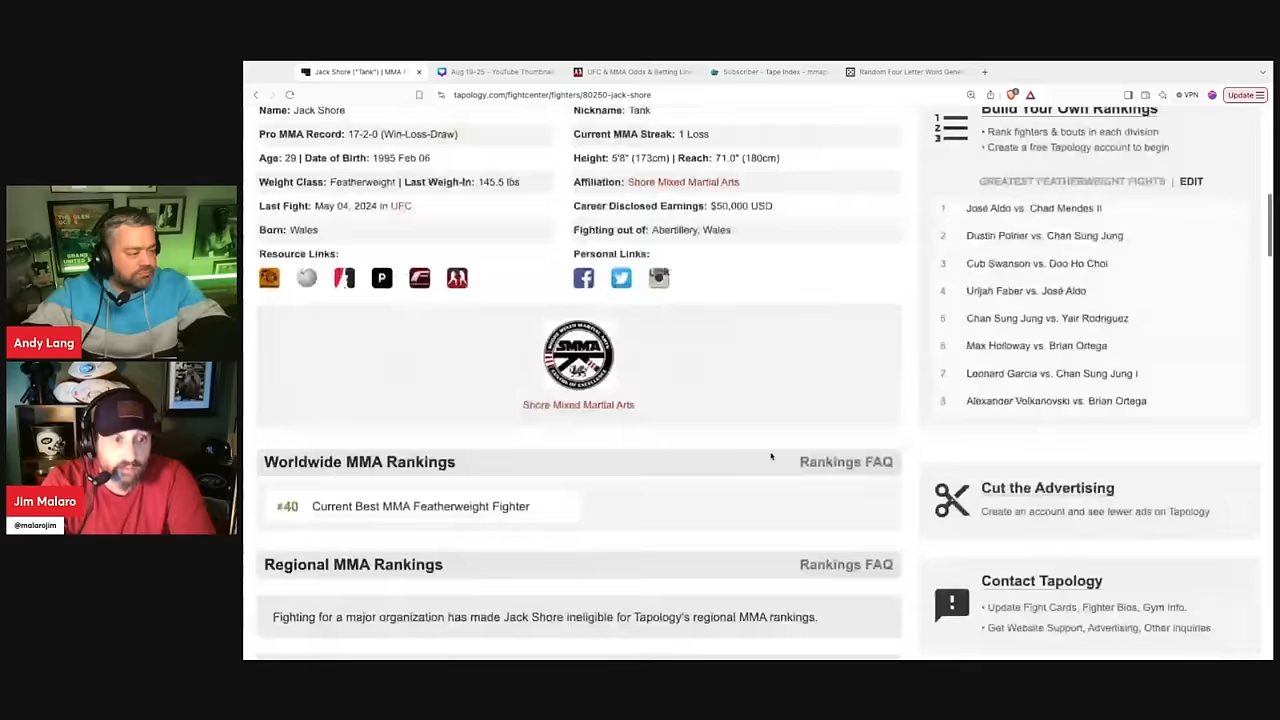 Jack Shore ("Tank") | MMA F
Aug 19-25 - YouTube Thumbnail
UFC & MMA Odds & Betting Line
Subscriber - Tape Index - mmap
Random Four Letter Word Gene
tapology.com/fightcenter/fighters/80250-jack-shore
VPN
Update
Name: Jack Shore
Nickname: Tank
Pro MMA Record: 17-2-0 (Win-Loss-Draw)
Current MMA Streak: 1 Loss
Age: 29 | Date of Birth: 1995 Feb 06
Height: 5'8" (173cm) | Reach: 71.0" (180cm)
Weight Class: Featherweight | Last Weigh-In: 145.5 lbs
Affiliation: Shore Mixed Martial Arts
Last Fight: May 04, 2024 in UFC
Career Disclosed Earnings: $50,000 USD
Born: Wales
Fighting out of: Abertillery, Wales
Resource Links:
Personal Links:
SMMA
Shore Mixed Martial Arts
Worldwide MMA Rankings
Rankings FAQ
#40 Current Best MMA Featherweight Fighter
Regional MMA Rankings
Rankings FAQ
Fighting for a major organization has made Jack Shore ineligible for Tapology's regional MMA rankings.
Build Your Own Rankings
• Rank fighters & bouts in each division
• Create a free Tapology account to begin
GREATEST FEATHERWEIGHT FIGHTS | EDIT
1 José Aldo vs. Chad Mendes II
2 Dustin Poirier vs. Chan Sung Jung
3 Cub Swanson vs. Doo Ho Choi
4 Urijah Faber vs. José Aldo
5 Chan Sung Jung vs. Yair Rodriguez
6 Max Holloway vs. Brian Ortega
7 Leonard Garcia vs. Chan Sung Jung I
8 Alexander Volkanovski vs. Brian Ortega
Cut the Advertising
Create an account and see fewer ads on Tapology
Contact Tapology
• Update Fight Cards, Fighter Bios, Gym Info.
• Get Website Support, Advertising, Other Inquiries
Andy Lang
Jim Malaro
@malarojim